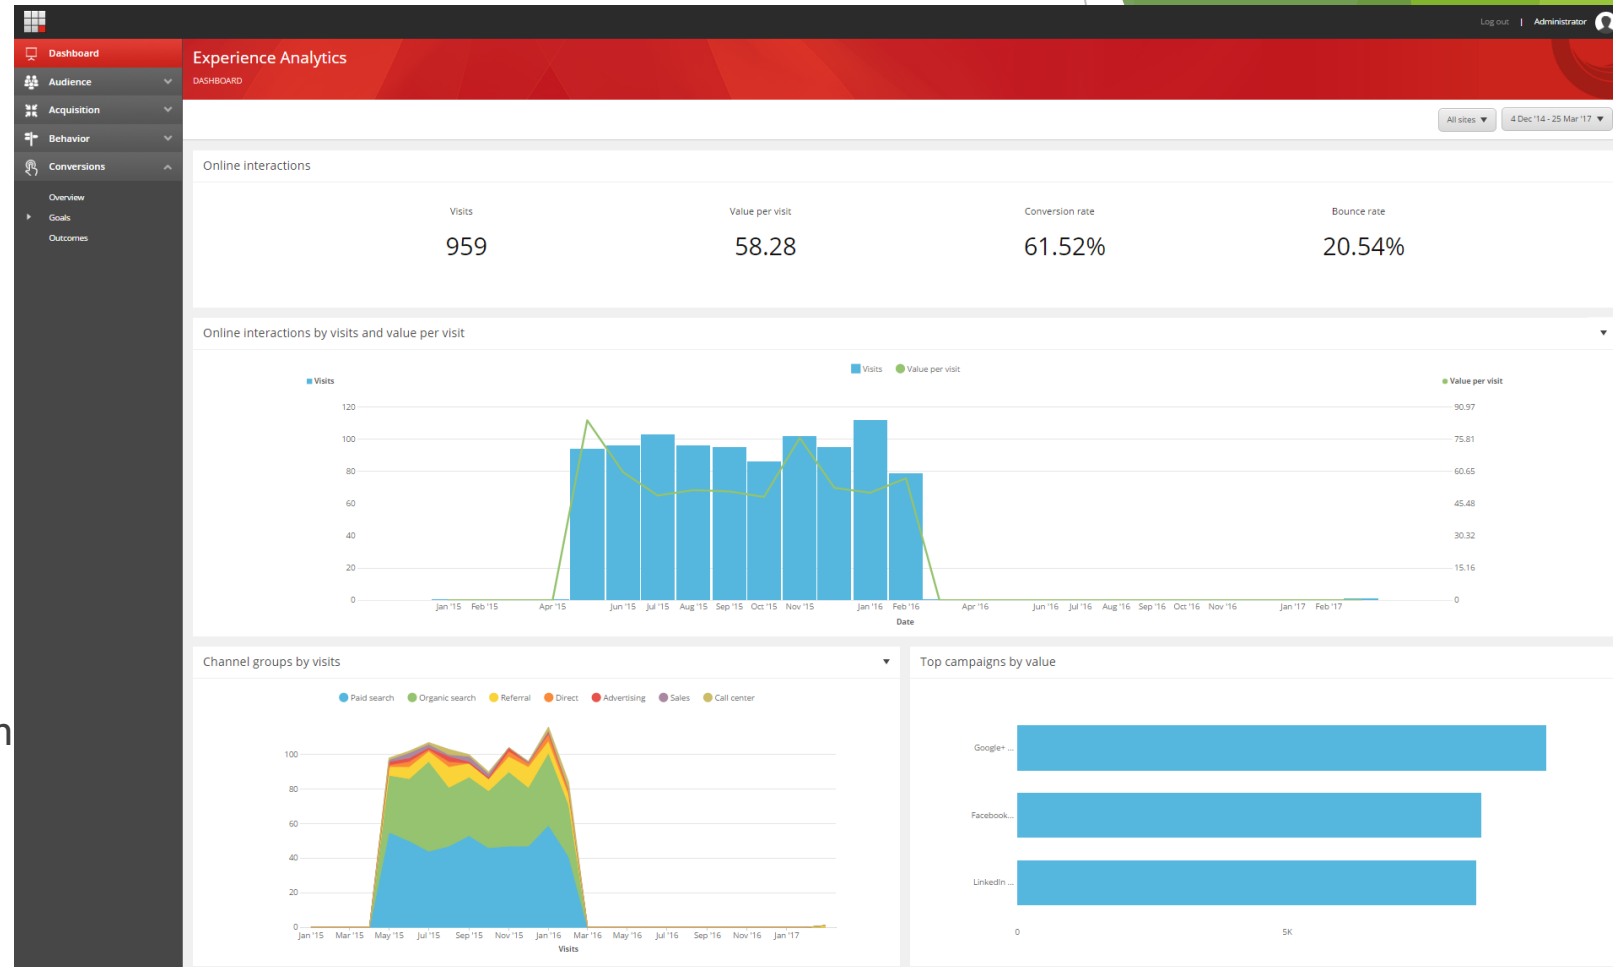 Log out | Administrator
Dashboard
Audience
Acquisition
Behavior
Conversions
Overview
Goals
Outcomes
Experience Analytics
DASHBOARD
All sites ▼ 4 Dec '14 - 25 Mar '17 ▼
Online interactions
Visits Value per visit Conversion rate Bounce rate
959 58.28 61.52% 20.54%
Online interactions by visits and value per visit
Visits Value per visit
Visits Value per visit
120 90.97
100 75.81
80 60.65
60 45.48
40 30.32
20 15.16
0 0
Jan '15 Feb '15 Apr '15 Jun '15 Jul '15 Aug '15 Sep '15 Oct '15 Nov '15 Jan '16 Feb '16 Apr '16 Jun '16 Jul '16 Aug '16 Sep '16 Oct '16 Nov '16 Jan '17 Feb '17
Date
Channel groups by visits
Paid search Organic search Referral Direct Advertising Sales Call center
100
80
60
40
20
0
Jan '15 Mar '15 May '15 Jul '15 Sep '15 Nov '15 Jan '16 Mar '16 May '16 Jul '16 Sep '16 Nov '16 Jan '17
Visits
Top campaigns by value
Google+ ...
Facebook...
LinkedIn ...
0 5K